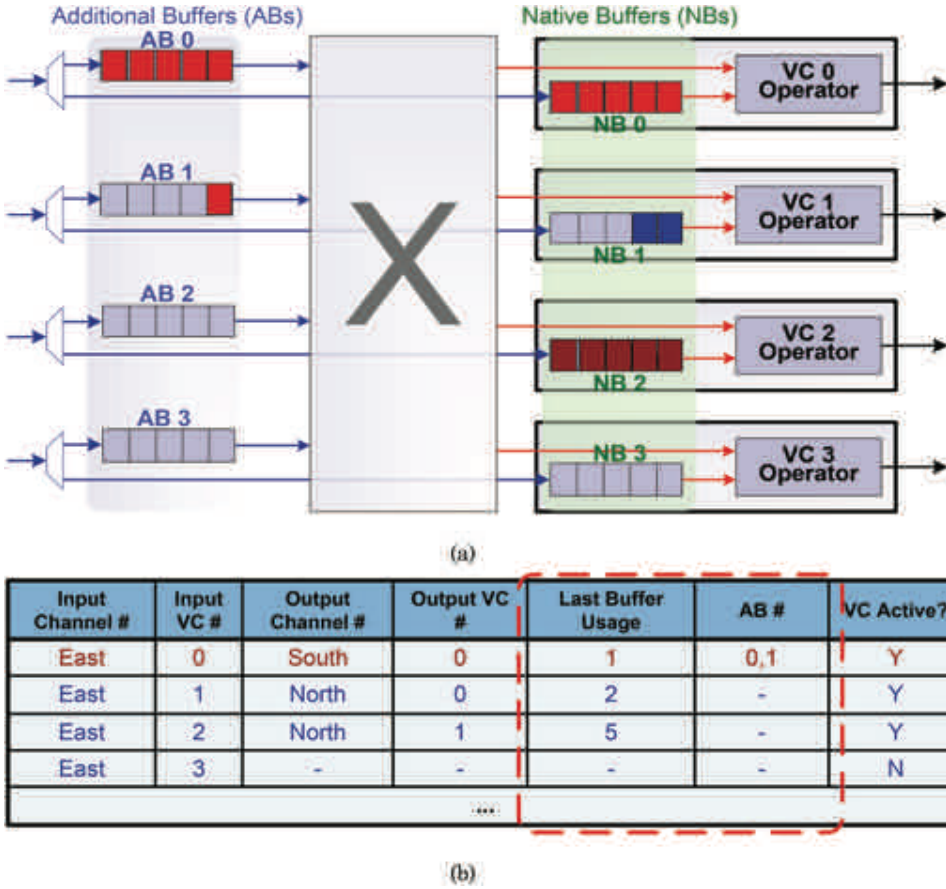 Additional Buffers (ABs)
Native Buffers (NBs)
AB 0
VC 0
Operator
NB 0
AB 1
VC 1
Operator
NB 1
X
AB 2
VC 2
Operator
NB 2
AB 3
NB 3
VC 3
Operator
(a)
Input Channel # Input VC # Output Channel # Output VC # Last Buffer Usage AB # VC Active?
East 0 South 0 1 0,1 Y
East 1 North 0 2 - Y
East 2 North 1 5 - Y
East 3 - - - - N
...
(b)